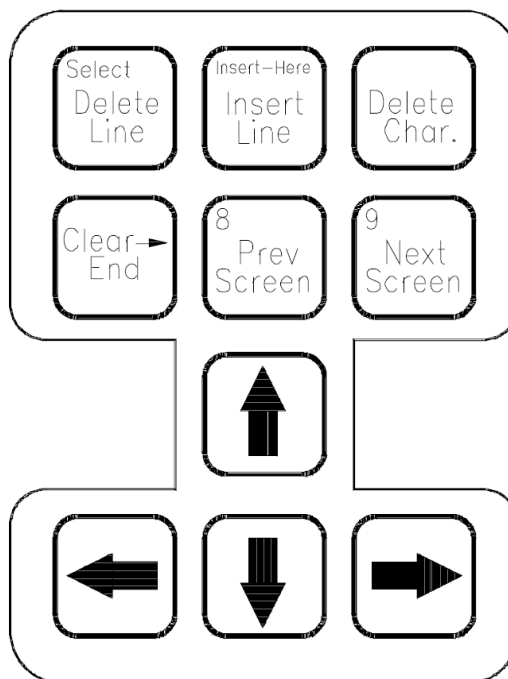 Select
Delete
Line
Insert-Here
Insert
Line
Delete
Char.
Clear
End
8
Prev
Screen
9
Next
Screen